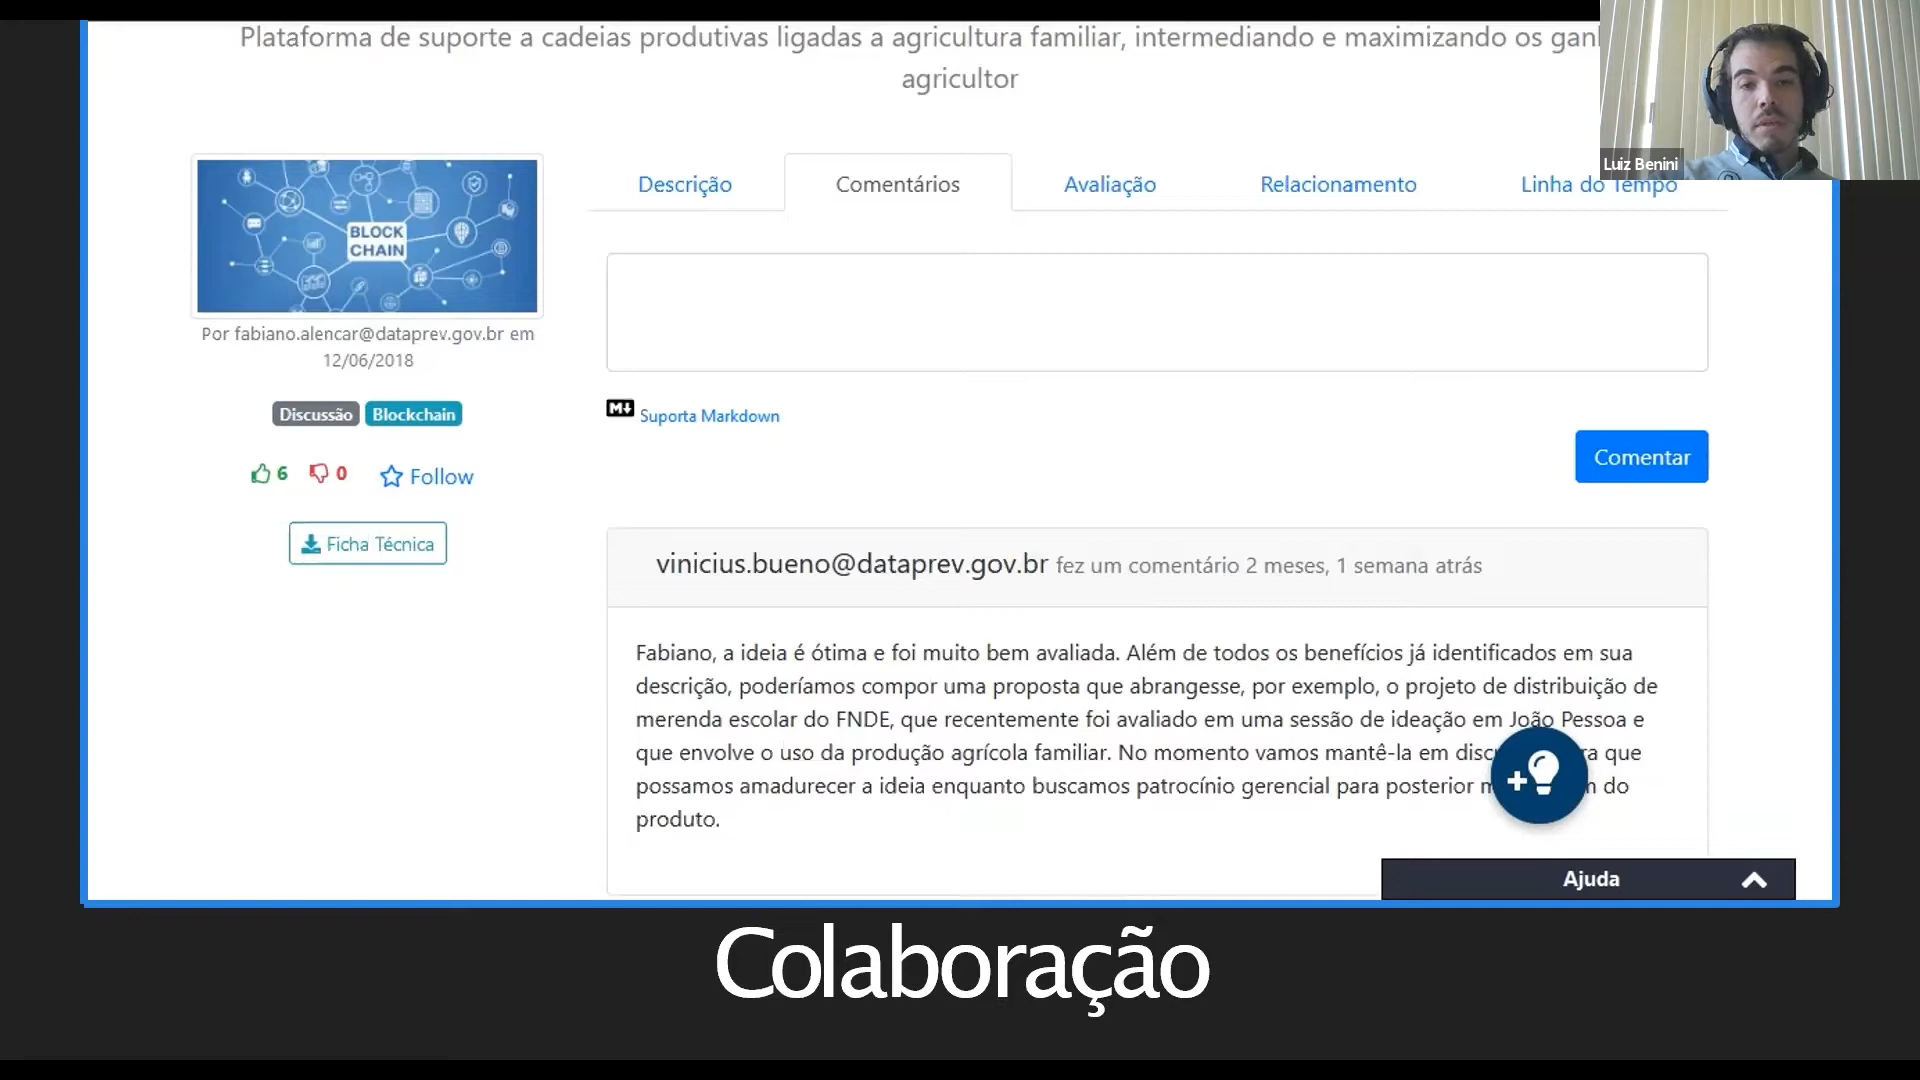 Plataforma de suporte a cadeias produtivas ligadas a agricultura familiar, intermediando e maximizando os
agricultor
Luiz Benini
Descrição
Comentários
Avaliação
Relacionamento
Linha do Tempo
BLOCK
CHAIN
Por fabiano.alencar@dataprev.gov.br em
12/06/2018
Discussão
Blockchain
6
0
Follow
Ficha Técnica
M↓ Suporta Markdown
Comentar
vinicius.bueno@dataprev.gov.br fez um comentário 2 meses, 1 semana atrás
Fabiano, a ideia é ótima e foi muito bem avaliada. Além de todos os benefícios já identificados em sua
descrição, poderíamos compor uma proposta que abrangesse, por exemplo, o projeto de distribuição de
merenda escolar do FNDE, que recentemente foi avaliado em uma sessão de ideação em João Pessoa e
que envolve o uso da produção agrícola familiar. No momento vamos mantê-la em que
possamos amadurecer a ideia enquanto buscamos patrocínio gerencial para posterior do
produto.
Ajuda
Colaboração